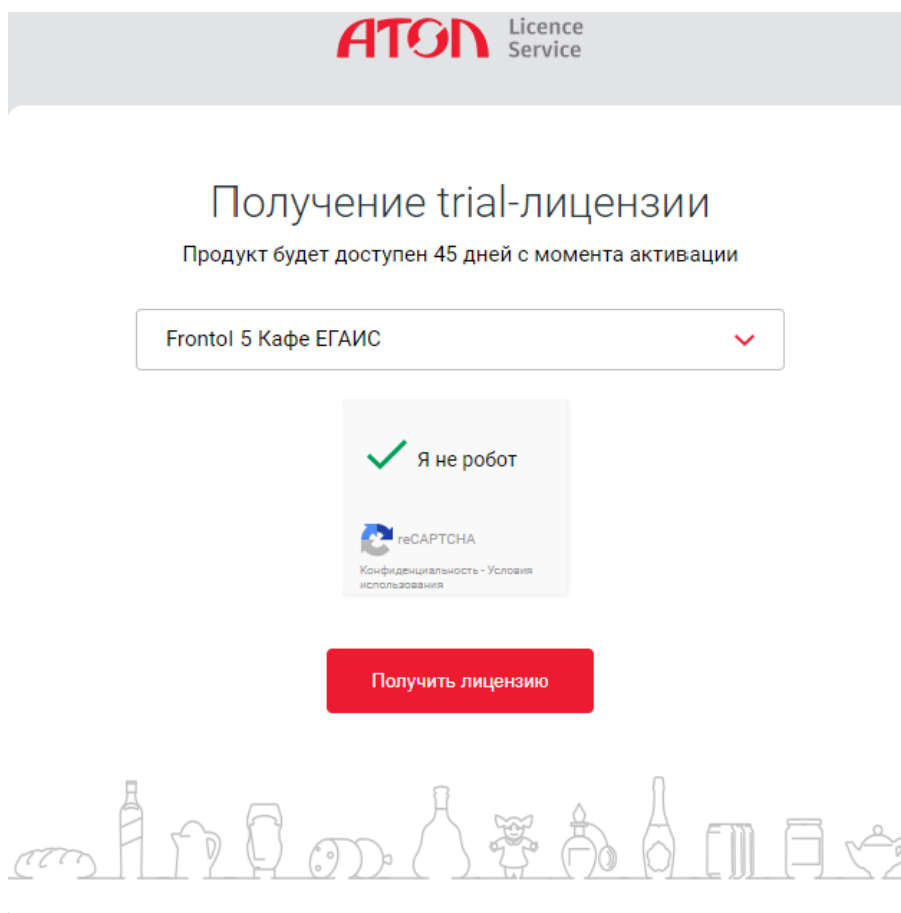 АТОЛ Licence
Service
Получение trial-лицензии
Продукт будет доступен 45 дней с момента активации
Frontol 5 Кафе ЕГАИС
Я не робот
reCAPTCHA
Конфиденциальность - Условия
использования
Получить лицензию